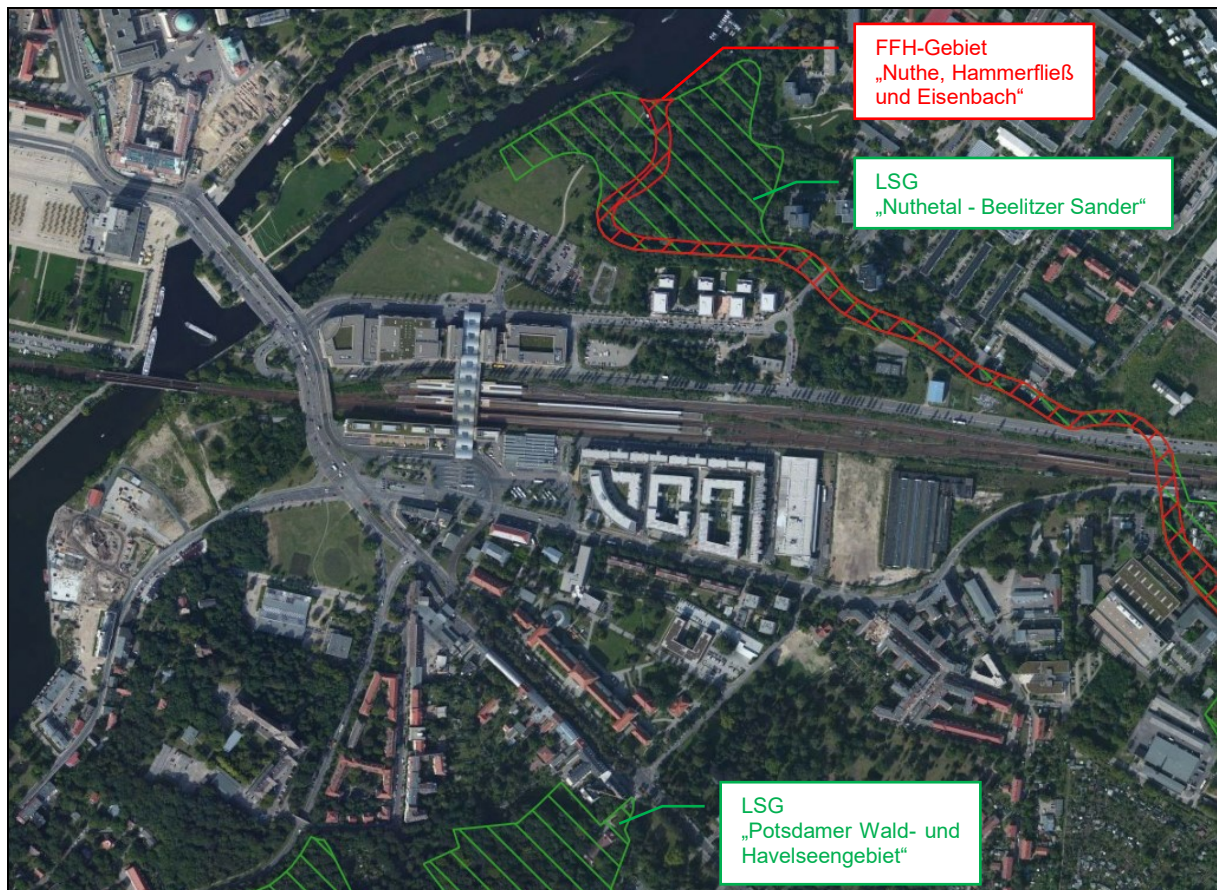 FFH-Gebiet
„Nuthe, Hammerfließ
und Eisenbach“
LSG
„Nuthetal - Beelitzer Sander“
LSG
„Potsdamer Wald- und
Havelseengebiet“